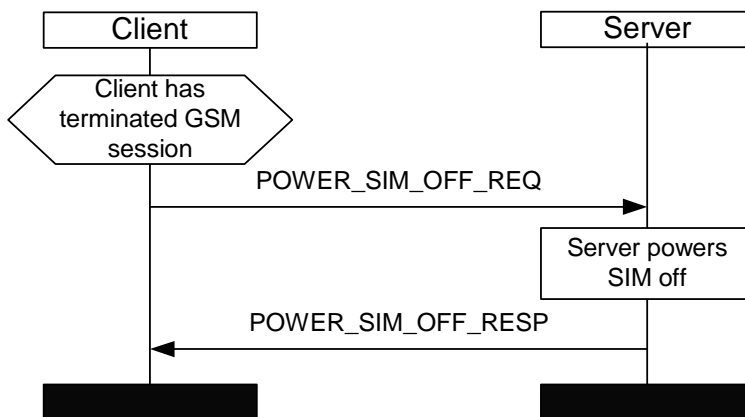 Client
Server
Client has
terminated GSM
session
POWER_SIM_OFF_REQ
Server powers
SIM off
POWER_SIM_OFF_RESP